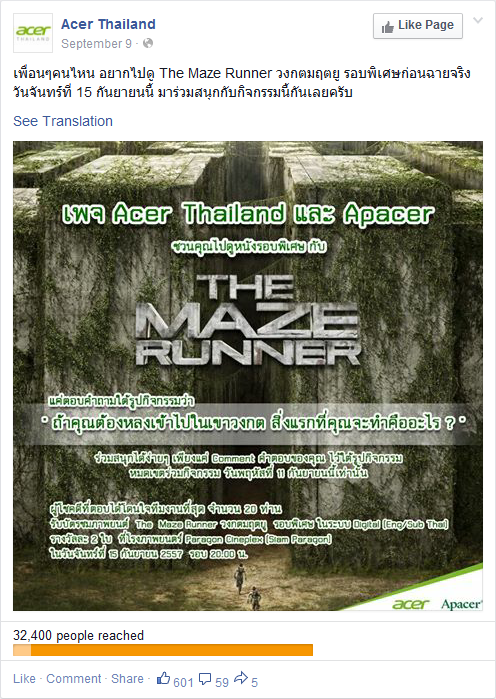 acer
THAILAND
Acer Thailand
September 9 ·
Like Page
เพื่อนๆคนไหน อยากไปดู The Maze Runner วงกตมฤตยู รอบพิเศษก่อนฉายจริง
วันจันทร์ที่ 15 กันยายนนี้ มาร่วมสนุกกับกิจกรรมนี้กันเลยครับ
See Translation
เพจ Acer Thailand และ Apacer
ชวนคุณไปดูหนังรอบพิเศษ กับ
THE
MAZE
RUNNER
แค่ตอบคำถามใต้รูปกิจกรรมว่า
" ถ้าคุณต้องหลงเข้าไปในเขาวงกต สิ่งแรกที่คุณจะทำคืออะไร ? "
ร่วมสนุกได้ง่ายๆ เพียงแค่ Comment คำตอบของคุณ ไว้ใต้รูปกิจกรรม
หมดเขตร่วมกิจกรรม วันพฤหัสที่ 11 กันยายนนี้เท่านั้น
ผู้โชคดีที่ตอบได้โดนใจทีมงานที่สุด จำนวน 20 ท่าน
รับบัตรชมภาพยนต์ The Maze Runner วงกตมฤตยู รอบพิเศษ ในระบบ Digital (Eng/Sub Thai)
รางวัลละ 2 ใบ ที่โรงภาพยนตร์ Paragon Cineplex (Siam Paragon)
ในวันจันทร์ที่ 15 กันยายน 2557 รอบ 20:00 น.
acer Apacer
32,400 people reached
Like · Comment · Share · 601 59 5